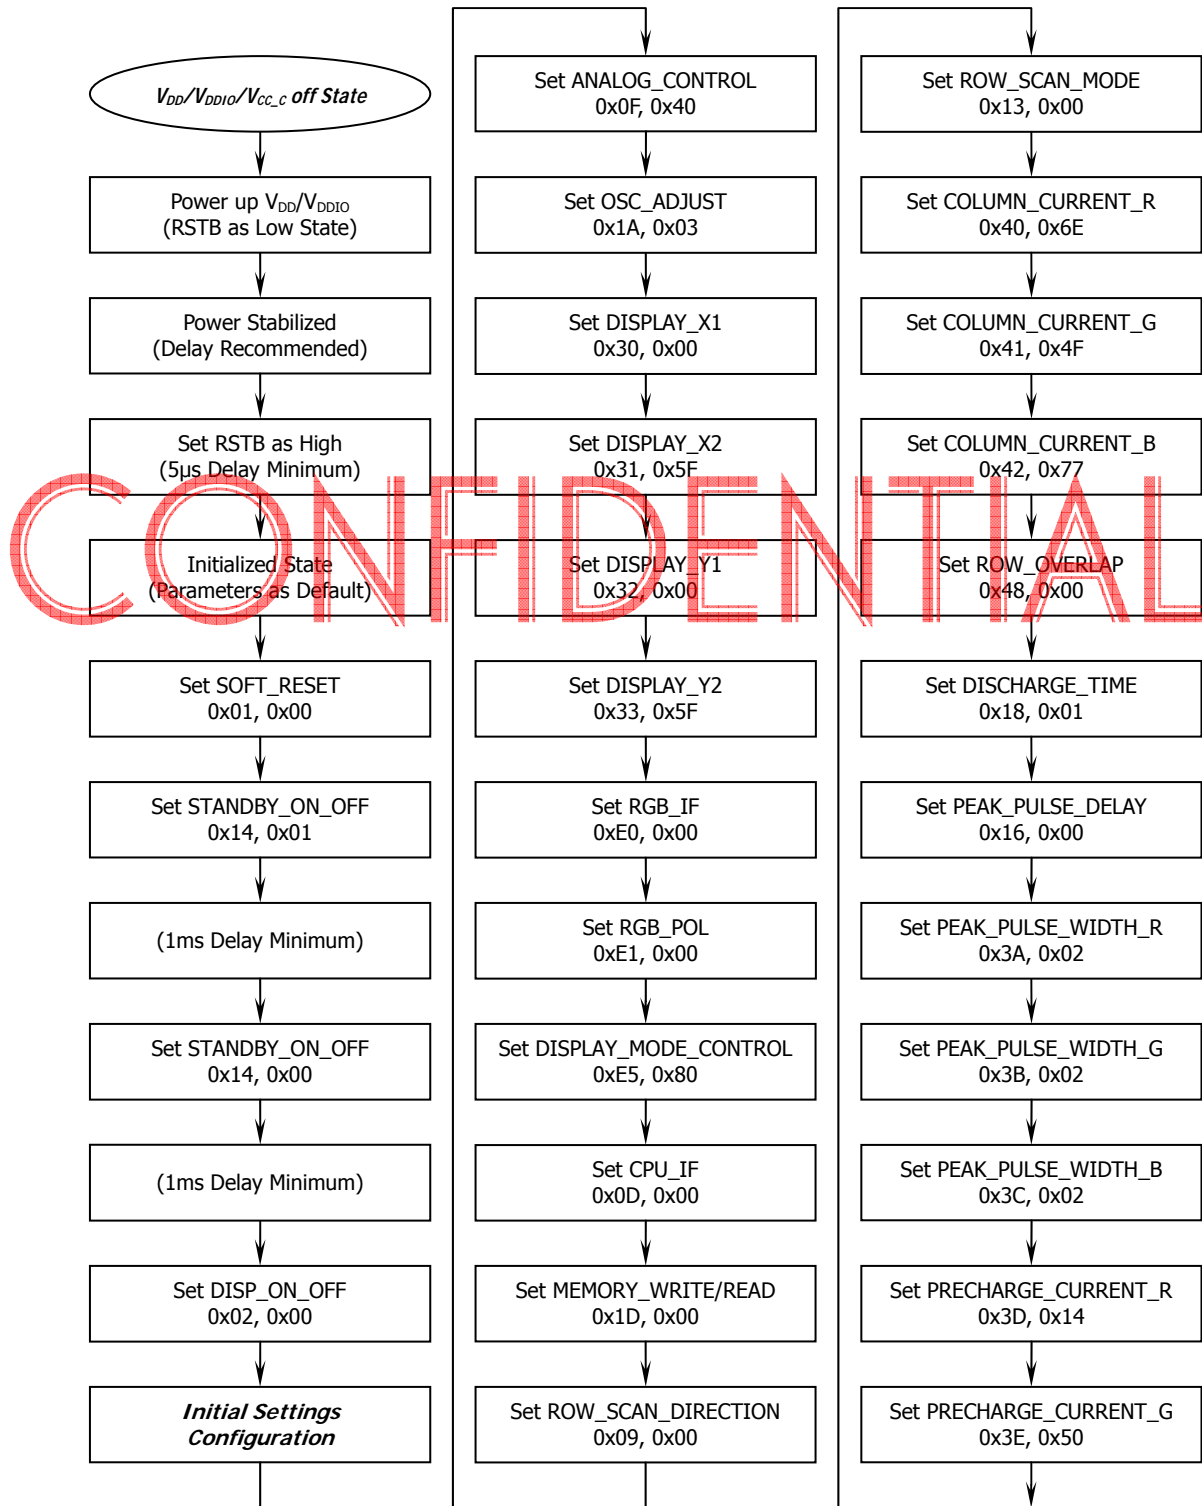 V_DD/V_DDIO/V_CC_C off State
Power up V_DD/V_DDIO
(RSTB as Low State)
Power Stabilized
(Delay Recommended)
Set RSTB as High
(5µs Delay Minimum)
Initialized State
(Parameters as Default)
Set SOFT_RESET
0x01, 0x00
Set STANDBY_ON_OFF
0x14, 0x01
(1ms Delay Minimum)
Set STANDBY_ON_OFF
0x14, 0x00
(1ms Delay Minimum)
Set DISP_ON_OFF
0x02, 0x00
Initial Settings
Configuration
Set ANALOG_CONTROL
0x0F, 0x40
Set OSC_ADJUST
0x1A, 0x03
Set DISPLAY_X1
0x30, 0x00
Set DISPLAY_X2
0x31, 0x5F
Set DISPLAY_Y1
0x32, 0x00
Set DISPLAY_Y2
0x33, 0x5F
Set RGB_IF
0xE0, 0x00
Set RGB_POL
0xE1, 0x00
Set DISPLAY_MODE_CONTROL
0xE5, 0x80
Set CPU_IF
0x0D, 0x00
Set MEMORY_WRITE/READ
0x1D, 0x00
Set ROW_SCAN_DIRECTION
0x09, 0x00
Set ROW_SCAN_MODE
0x13, 0x00
Set COLUMN_CURRENT_R
0x40, 0x6E
Set COLUMN_CURRENT_G
0x41, 0x4F
Set COLUMN_CURRENT_B
0x42, 0x77
Set ROW_OVERLAP
0x48, 0x00
Set DISCHARGE_TIME
0x18, 0x01
Set PEAK_PULSE_DELAY
0x16, 0x00
Set PEAK_PULSE_WIDTH_R
0x3A, 0x02
Set PEAK_PULSE_WIDTH_G
0x3B, 0x02
Set PEAK_PULSE_WIDTH_B
0x3C, 0x02
Set PRECHARGE_CURRENT_R
0x3D, 0x14
Set PRECHARGE_CURRENT_G
0x3E, 0x50
CONFIDENTIAL